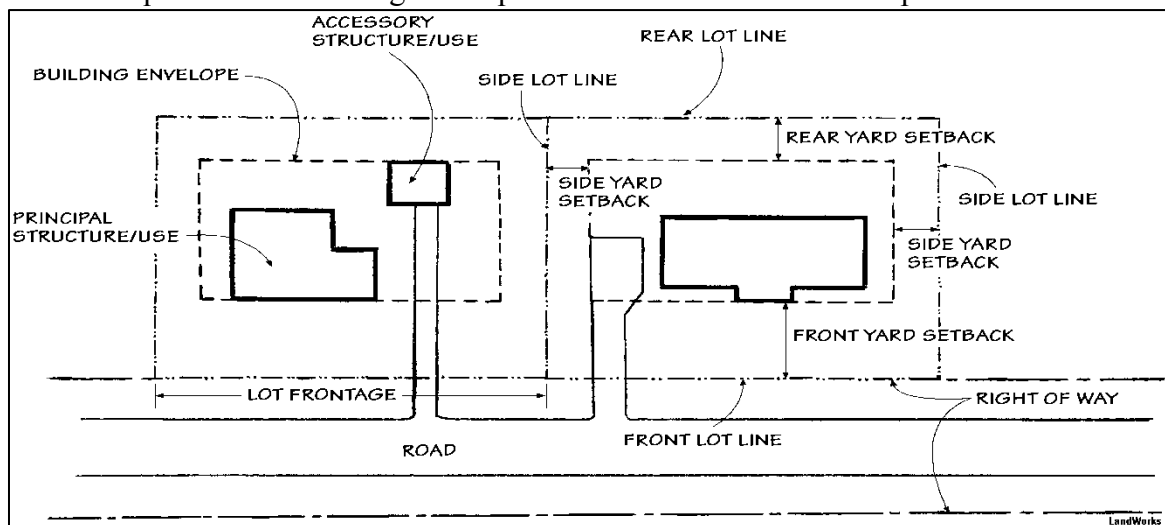 ACCESSORY
STRUCTURE/USE
REAR LOT LINE
BUILDING ENVELOPE
SIDE LOT LINE
REAR YARD SETBACK
SIDE YARD
SETBACK
SIDE LOT LINE
PRINCIPAL
STRUCTURE/USE
SIDE YARD
SETBACK
FRONT YARD SETBACK
LOT FRONTAGE
RIGHT OF WAY
FRONT LOT LINE
ROAD
LandWorks